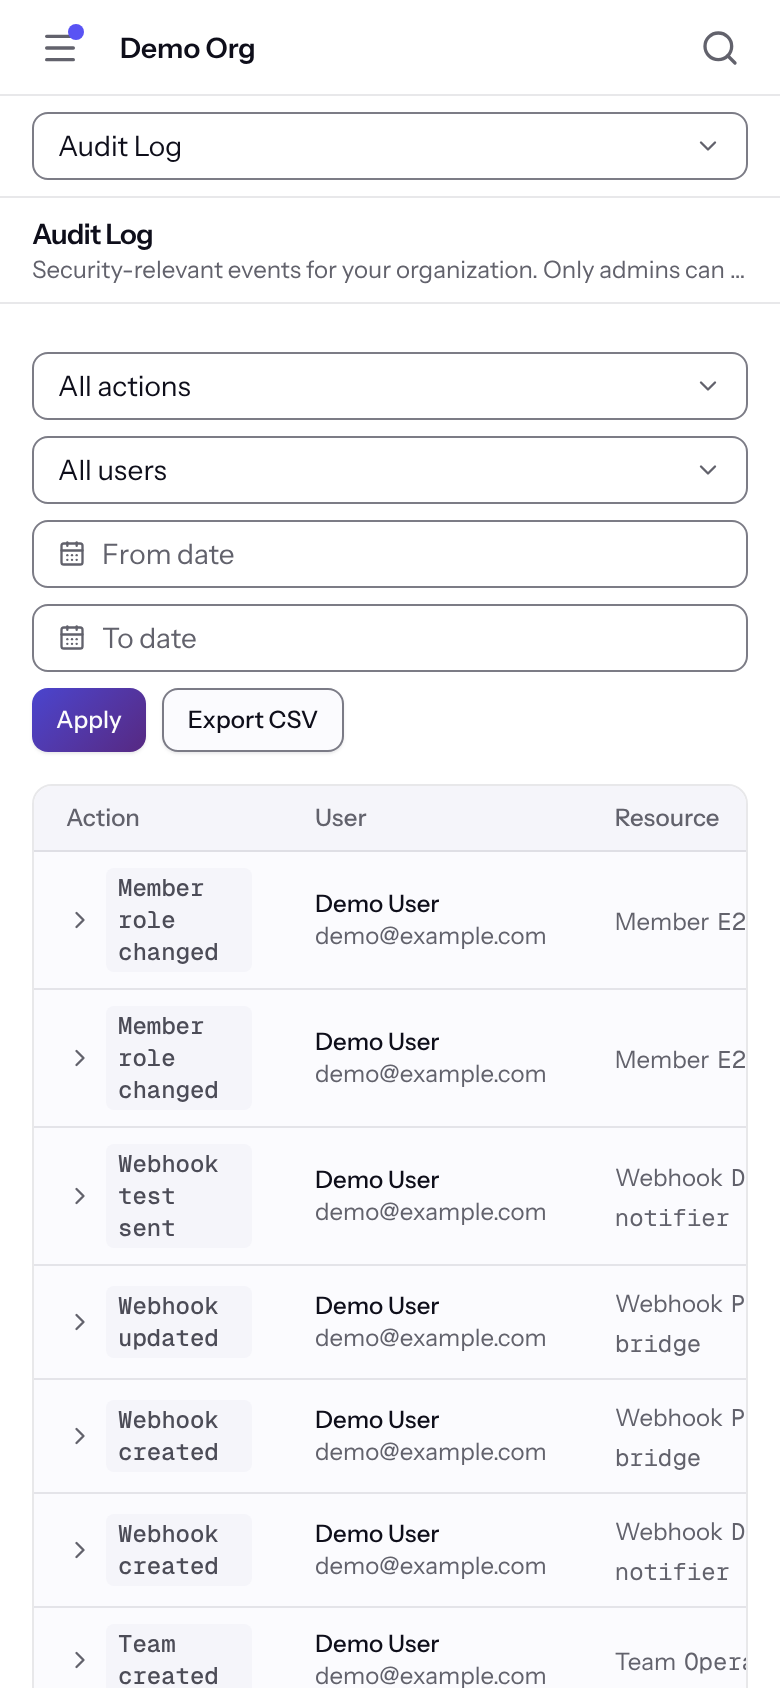 Demo Org
Audit Log
Audit Log
Security-relevant events for your organization. Only admins can ...
All actions
All users
From date
To date
Apply
Export CSV
Action User Resource
Member
role
changed
Demo User
demo@example.com
Member E2
Member
role
changed
Demo User
demo@example.com
Member E2
Webhook
test
sent
Demo User
demo@example.com
Webhook D
notifier
Webhook
updated
Demo User
demo@example.com
Webhook P
bridge
Webhook
created
Demo User
demo@example.com
Webhook P
bridge
Webhook
created
Demo User
demo@example.com
Webhook D
notifier
Team
created
Demo User
demo@example.com
Team Opera